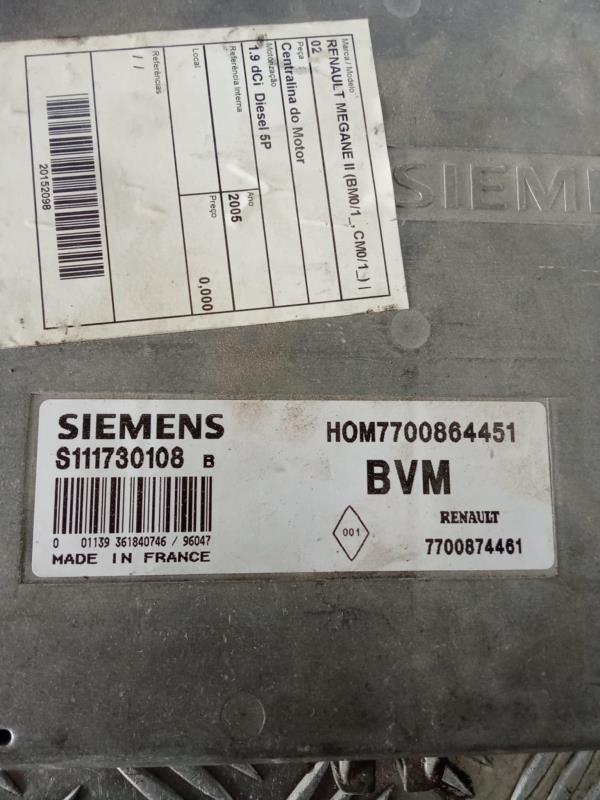 Marca / Modelo
RFENAULT MEGANE II (BM0/1_, CM0/1_) |
02
Peça
Centralina do Motor
Motorização
1.9 dCi Diesel 5P
Ano
2005
Referência Interna
Preço
0,000
Local
Referências
/ /
20152098
SIEMEN
SIEMENS
S111730108 B
0 01139 361840746 / 96047
MADE IN FRANCE
HOM7700864451
BVM
001
RENAULT
7700874461